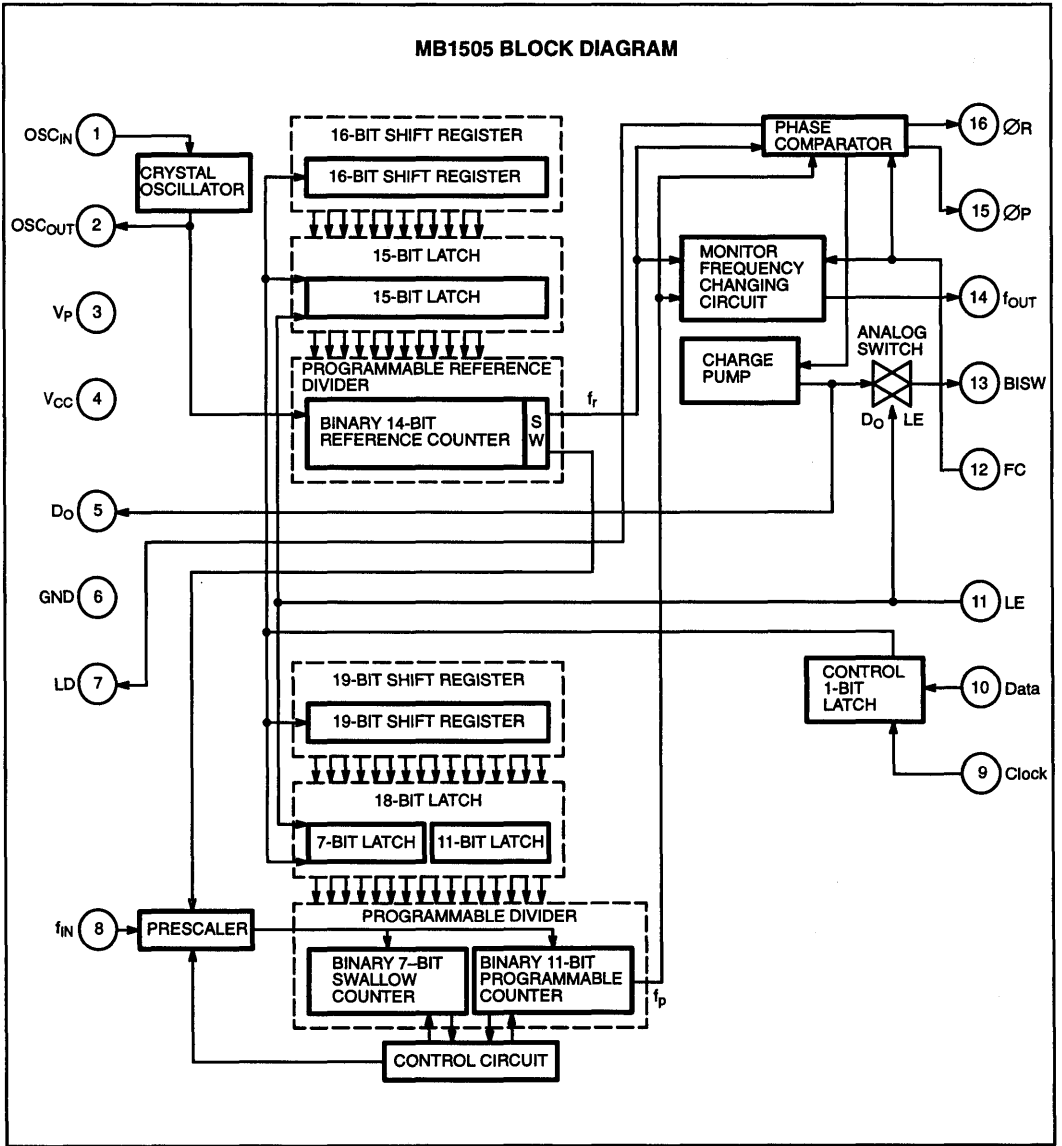 MB1505 BLOCK DIAGRAM
OSCIN 1
CRYSTAL
OSCILLATOR
OSCOUT 2
VP 3
VCC 4
DO 5
GND 6
LD 7
fIN 8
PRESCALER
16-BIT SHIFT REGISTER
16-BIT SHIFT REGISTER
15-BIT LATCH
15-BIT LATCH
PROGRAMMABLE REFERENCE
DIVIDER
BINARY 14-BIT
REFERENCE COUNTER
S
W
fr
19-BIT SHIFT REGISTER
19-BIT SHIFT REGISTER
18-BIT LATCH
7-BIT LATCH
11-BIT LATCH
PROGRAMMABLE DIVIDER
BINARY 7–BIT
SWALLOW
COUNTER
BINARY 11-BIT
PROGRAMMABLE
COUNTER
fp
CONTROL CIRCUIT
PHASE
COMPARATOR
MONITOR
FREQUENCY
CHANGING
CIRCUIT
CHARGE
PUMP
ANALOG
SWITCH
DO LE
CONTROL
1-BIT
LATCH
16 ØR
15 ØP
14 fOUT
13 BISW
12 FC
11 LE
10 Data
9 Clock